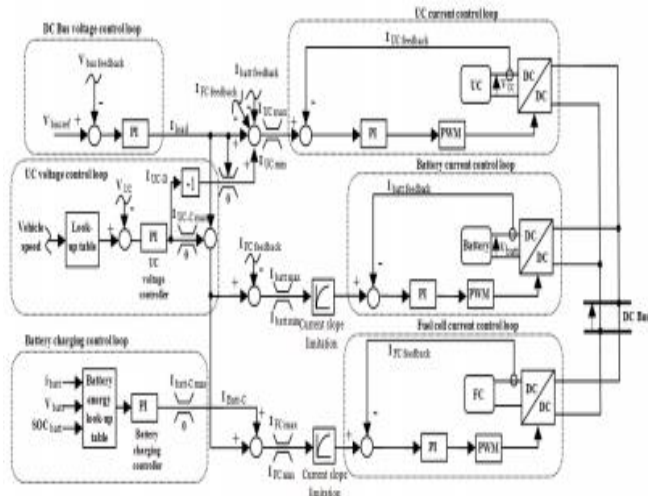 DC Bus voltage control loop
UC current control loop
V bus feedback
I batt feedback
I UC feedback
I FC feedback
I UC max
UC
V UC
DC
DC
V bus ref
PI
I load
PI
PWM
I UC min
UC voltage control loop
Battery current control loop
I UC-D
-1
0
V UC
I batt feedback
Vehicle
speed
Look-
up table
PI
I UC-C max
0
UC
voltage
controller
I FC feedback
Battery
DC
DC
I batt max
I batt min
Current slope
limitation
PI
PWM
DC Bus
Battery charging control loop
Fuel cell current control loop
I FC feedback
I batt-C max
V batt
SOC batt
Battery
energy
look-up
table
PI
0
Battery
charging
controller
I Batt-C
I FC max
I FC min
Current slope
limitation
FC
DC
DC
PI
PWM